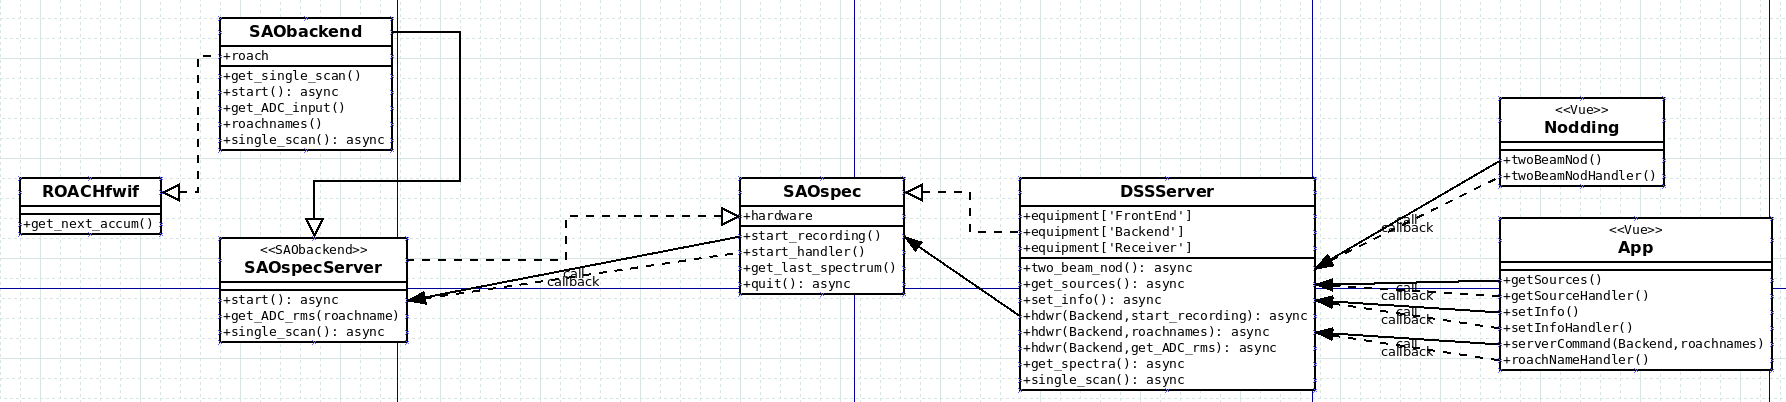 SAObackend
+roach
+get_single_scan()
+start(): async
+get_ADC_input()
+roachnames()
+single_scan(): async
ROACHfwif
+get_next_accum()
<<SAObackend>>
SAOspecServer
+start(): async
+get_ADC_rms(roachname)
+single_scan(): async
call
callback
SAOspec
+hardware
+start_recording()
+start_handler()
+get_last_spectrum()
+quit(): async
DSSServer
+equipment['FrontEnd']
+equipment['Backend']
+equipment['Receiver']
+two_beam_nod(): async
+get_sources(): async
+set_info(): async
+hdwr(Backend,start_recording): async
+hdwr(Backend,roachnames): async
+hdwr(Backend,get_ADC_rms): async
+get_spectra(): async
+single_scan(): async
call
callback
call
callback
call
callback
call
callback
<<Vue>>
Nodding
+twoBeamNod()
+twoBeamNodHandler()
<<Vue>>
App
+getSources()
+getSourceHandler()
+setInfo()
+setInfoHandler()
+serverCommand(Backend,roachnames)
+roachNameHandler()